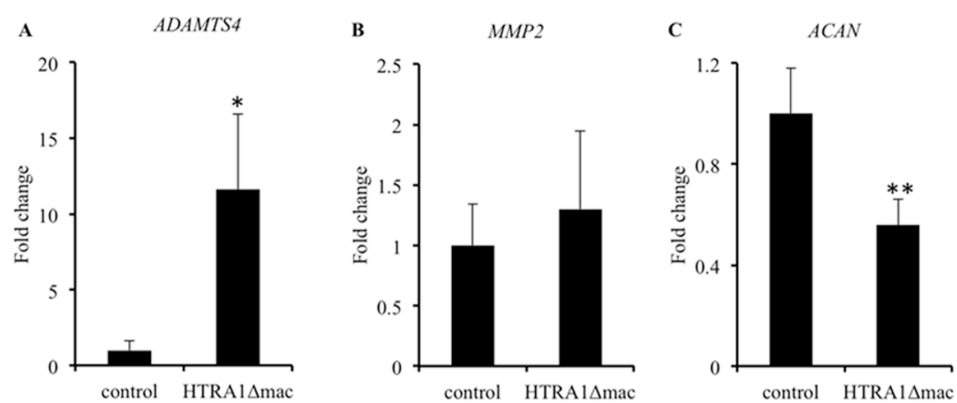 A
ADAMTS4
Fold change
20
15
10
5
0
*
control
HTRA1Δmac
B
MMP2
Fold change
2.5
2
1.5
1
0.5
0
control
HTRA1Δmac
C
ACAN
Fold change
1.2
0.8
0.4
0
**
control
HTRA1Δmac